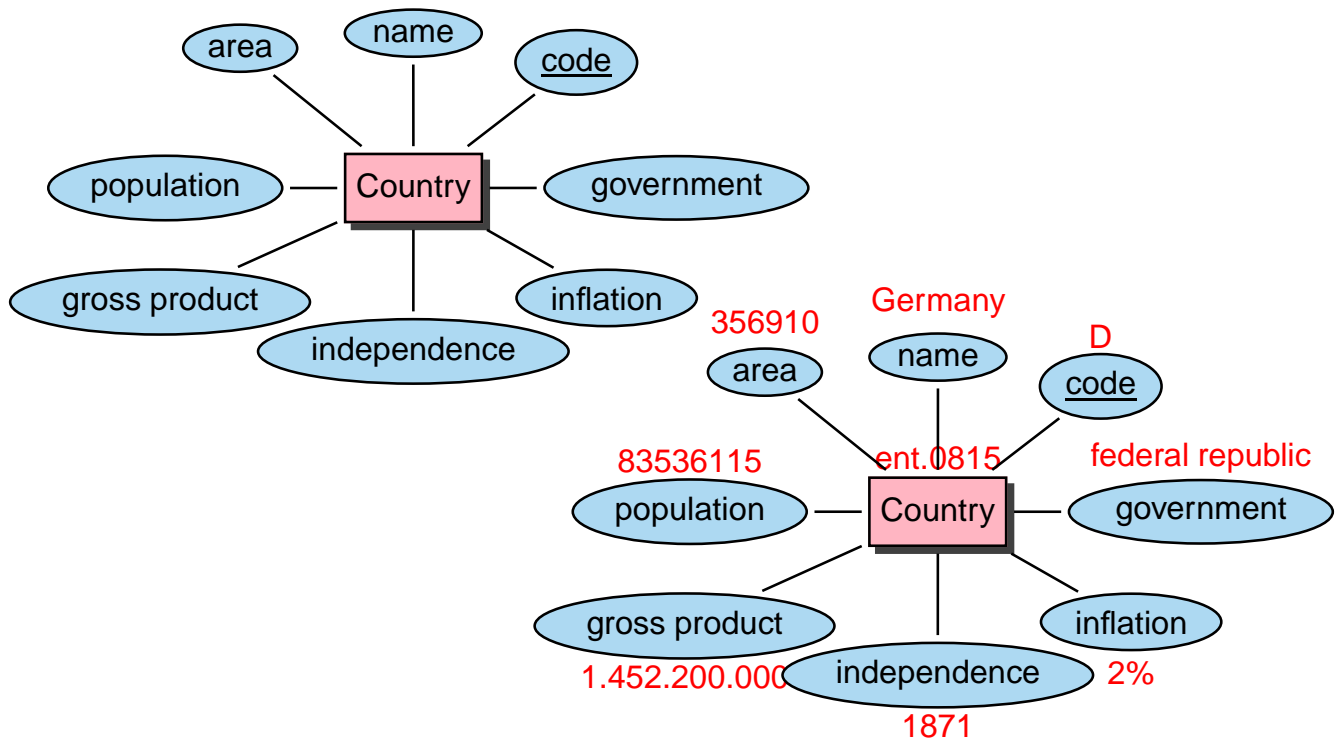 name
area
code
population
Country
government
gross product
inflation
independence
Germany
356910
D
name
area
code
ent.0815
83536115
federal republic
population
Country
government
gross product
inflation
1.452.200.000
independence
2%
1871